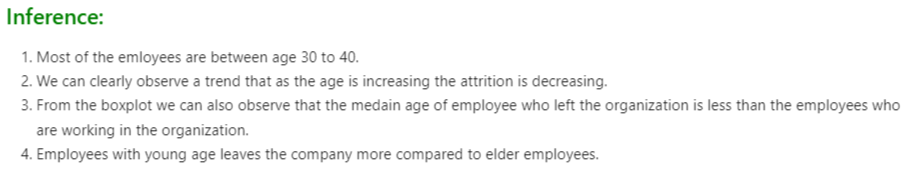 Inference:
1. Most of the emloyees are between age 30 to 40.
2. We can clearly observe a trend that as the age is increasing the attrition is decreasing.
3. From the boxplot we can also observe that the medain age of employee who left the organization is less than the employees who
are working in the organization.
4. Employees with young age leaves the company more compared to elder employees.